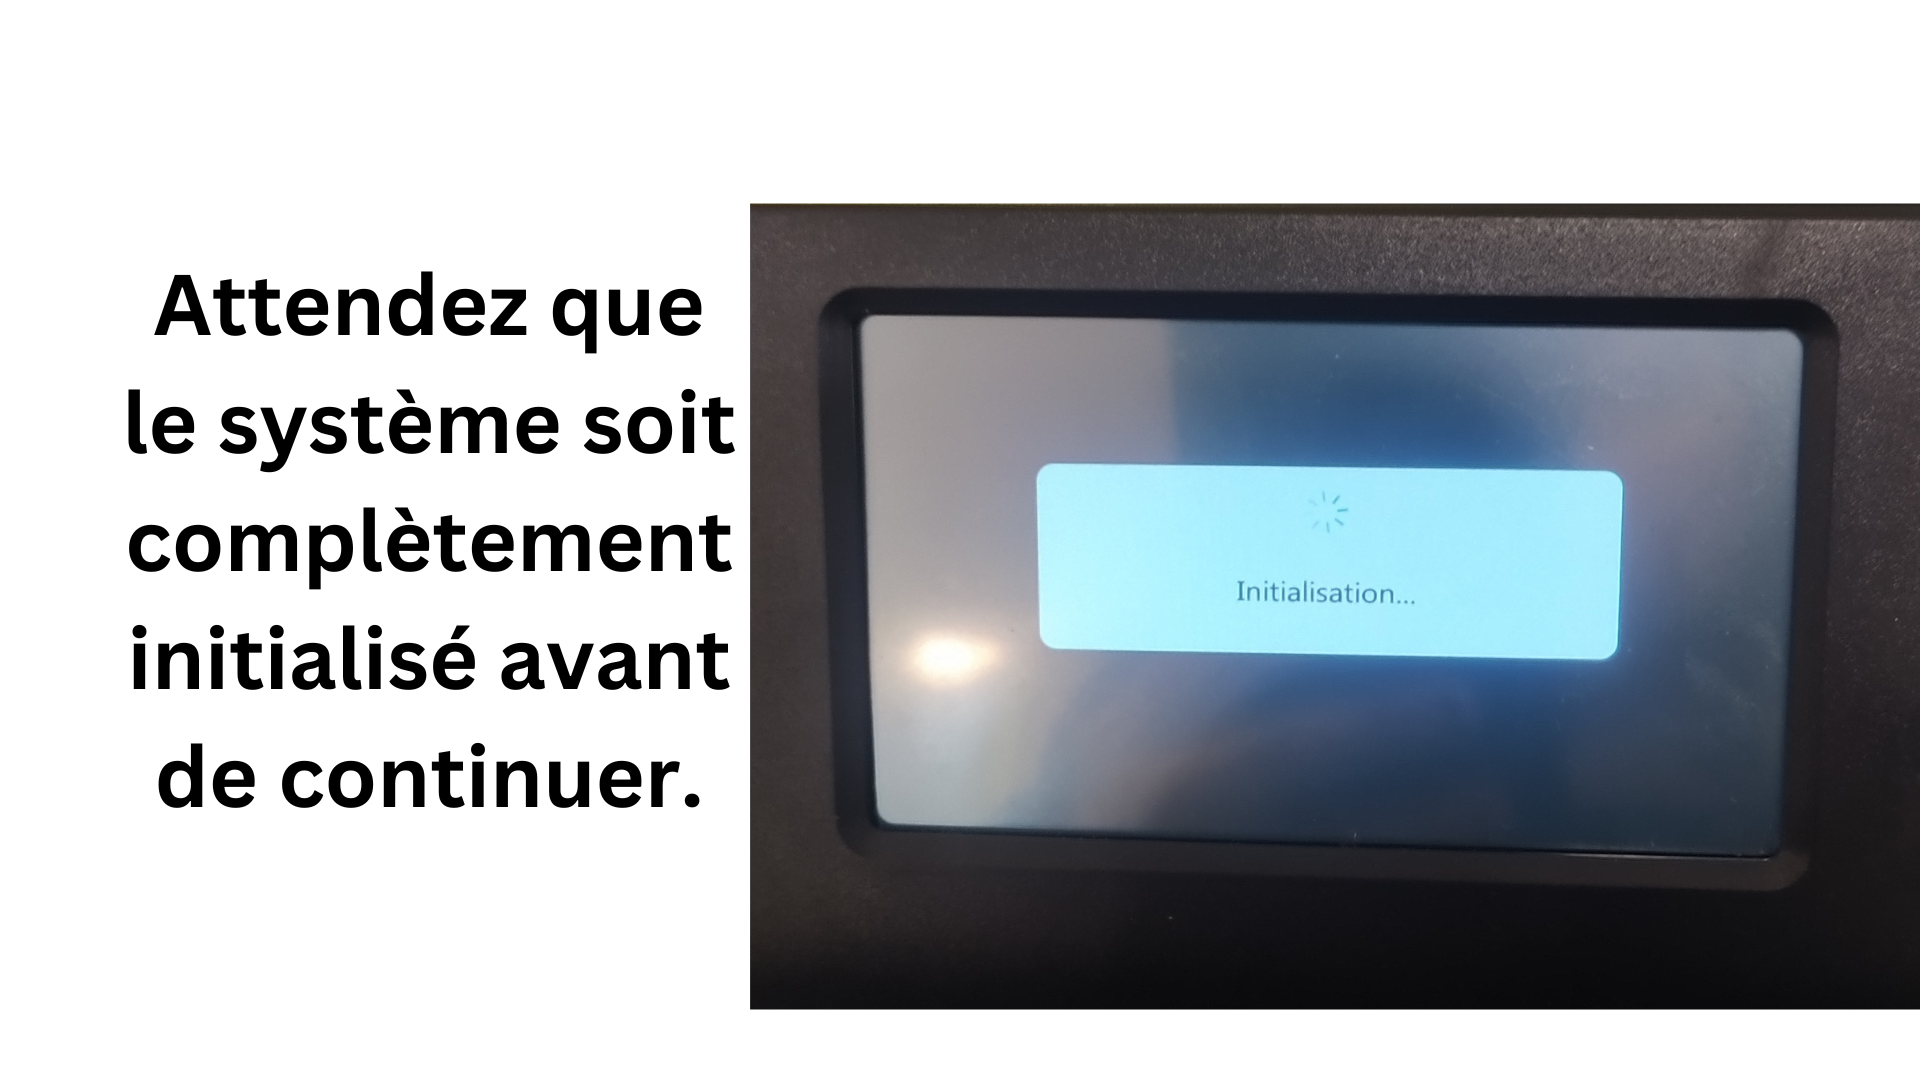 Attendez que
le système soit
complètement
initialisé avant
de continuer.
Initialisation...